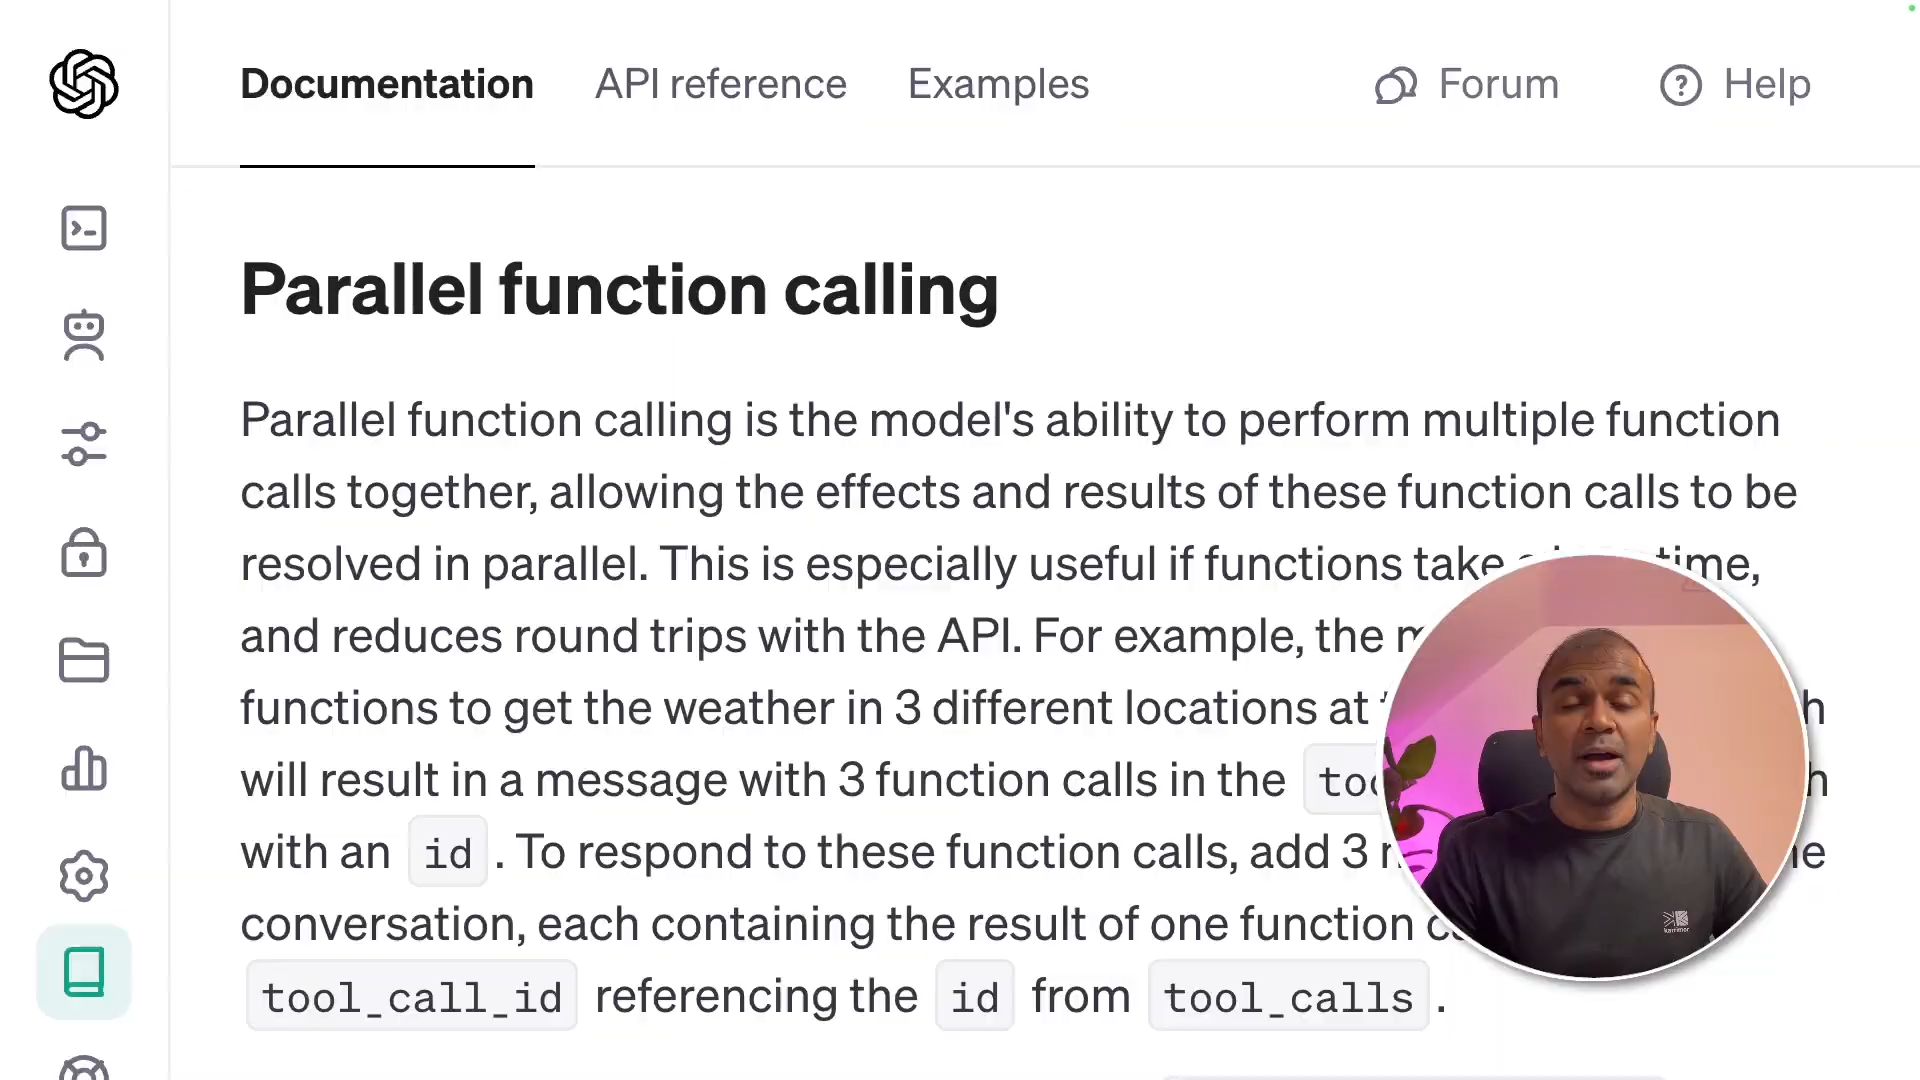 Documentation API reference Examples Forum Help
Parallel function calling
Parallel function calling is the model's ability to perform multiple function
calls together, allowing the effects and results of these function calls to be
resolved in parallel. This is especially useful if functions take time,
and reduces round trips with the API. For example, the
functions to get the weather in 3 different locations at
will result in a message with 3 function calls in the
with an id . To respond to these function calls, add 3
conversation, each containing the result of one function
tool_call_id referencing the id from tool_calls .